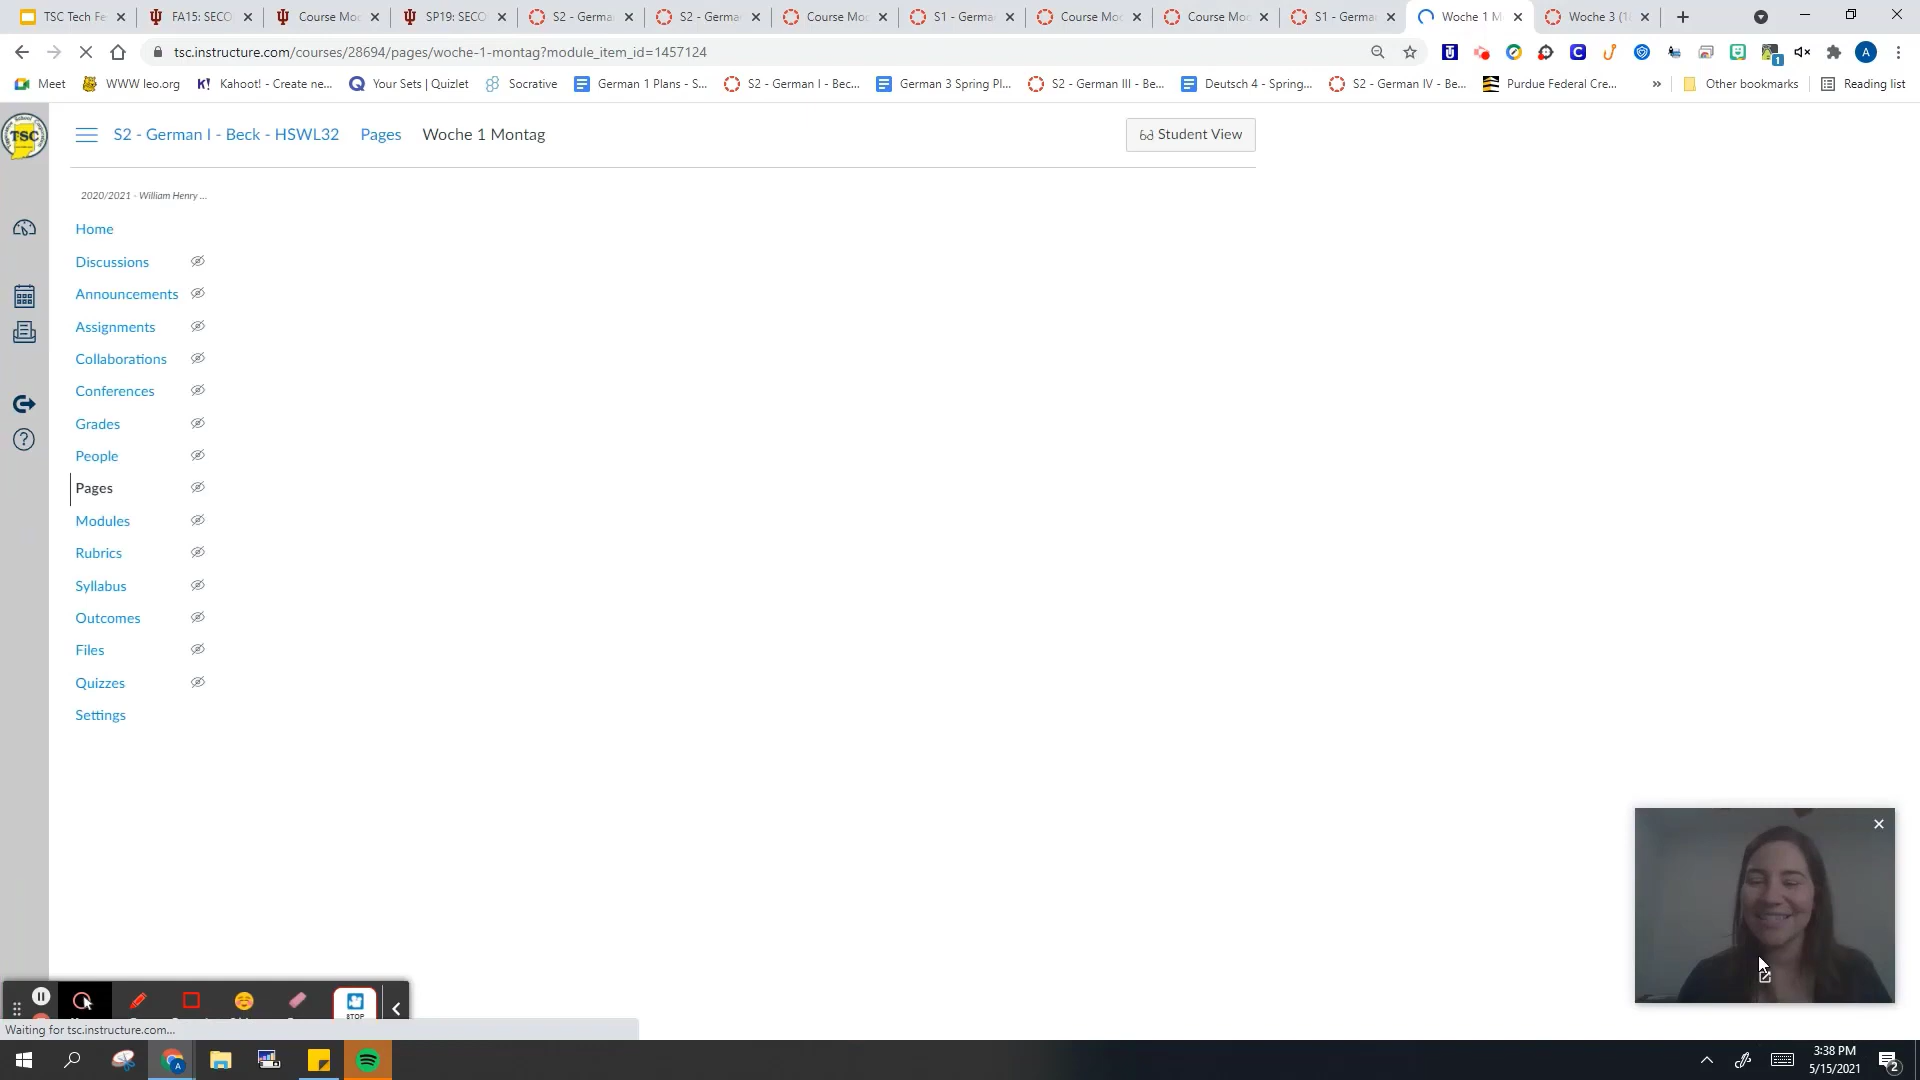 TSC Tech Fe
FA15: SECO
Course Mo
SP19: SECO
S2 - Germa
S2 - Germa
Course Mo
S1 - Germa
Course Mo
Course Mo
S1 - Germa
Woche 1 M
Woche 3 (1
tsc.instructure.com/courses/28694/pages/woche-1-montag?module_item_id=1457124
Meet
WWW leo.org
Kahoot! - Create ne...
Your Sets | Quizlet
Socrative
German 1 Plans - S...
S2 - German I - Bec...
German 3 Spring Pl...
S2 - German III - Be...
Deutsch 4 - Spring...
S2 - German IV - Be...
Purdue Federal Cre...
»
Other bookmarks
Reading list
TSC
S2 - German I - Beck - HSWL32
Pages
Woche 1 Montag
Student View
2020/2021 - William Henry ...
Home
Discussions
Announcements
Assignments
Collaborations
Conferences
Grades
People
Pages
Modules
Rubrics
Syllabus
Outcomes
Files
Quizzes
Settings
STOP
Waiting for tsc.instructure.com...
3:38 PM
5/15/2021
2